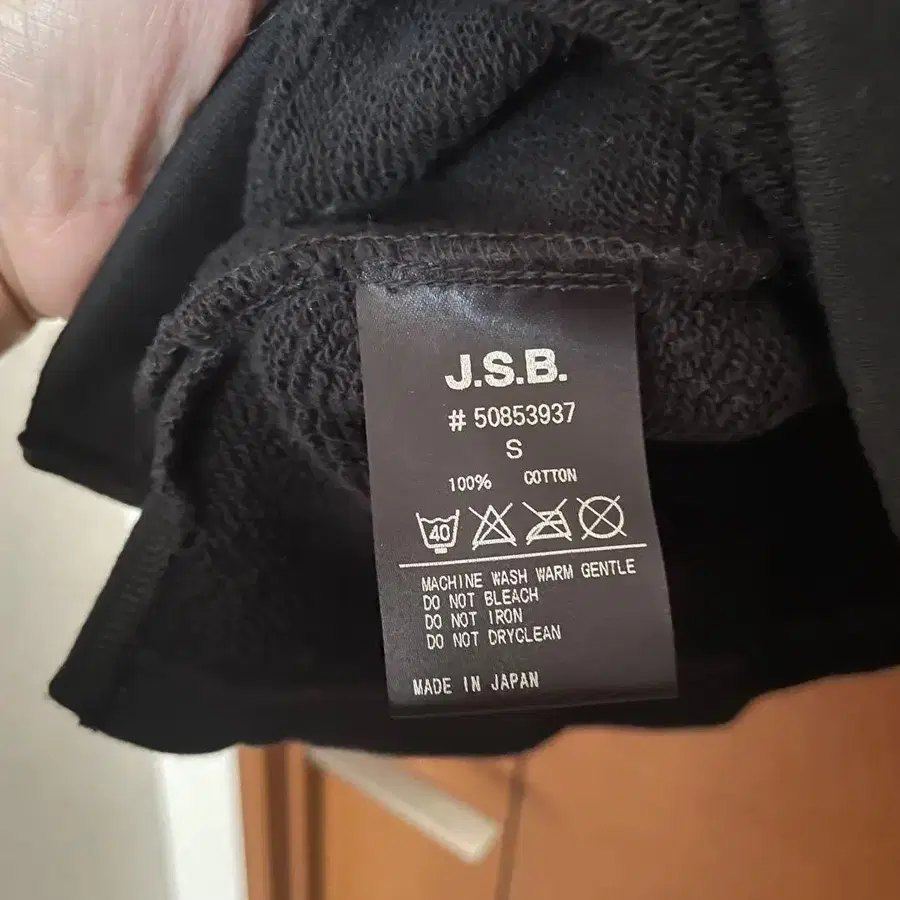 J.S.B.
# 50853937
S
100% COTTON
40
MACHINE WASH WARM GENTLE
DO NOT BLEACH
DO NOT IRON
DO NOT DRYCLEAN
MADE IN JAPAN